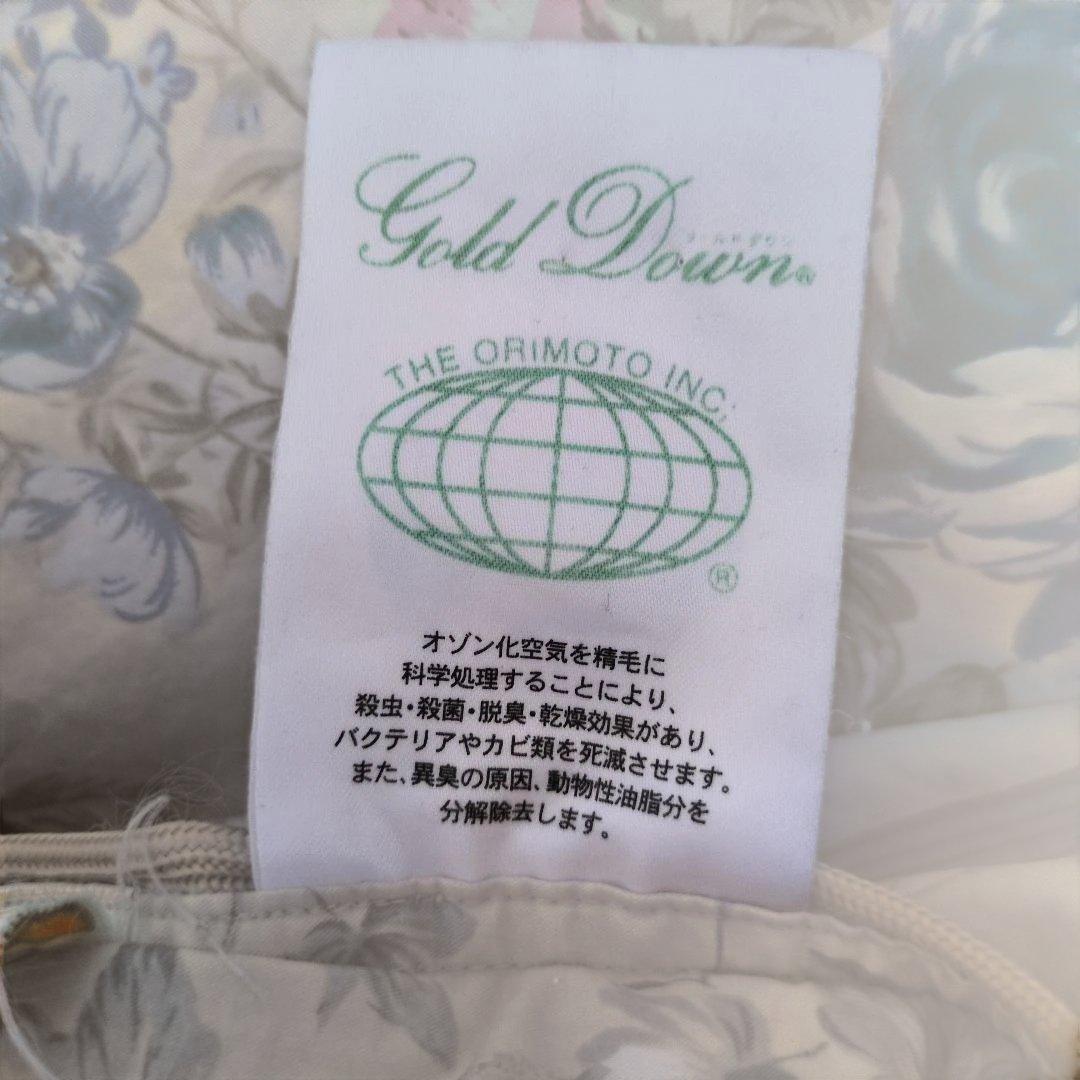 Gold Down®
ゴールドダウン
THE ORIMOTO INC.
®
オゾン化空気を精毛に
科学処理することにより、
殺虫・殺菌・脱臭・乾燥効果があり、
バクテリアやカビ類を死滅させます。
また、異臭の原因、動物性油脂分を
分解除去します。